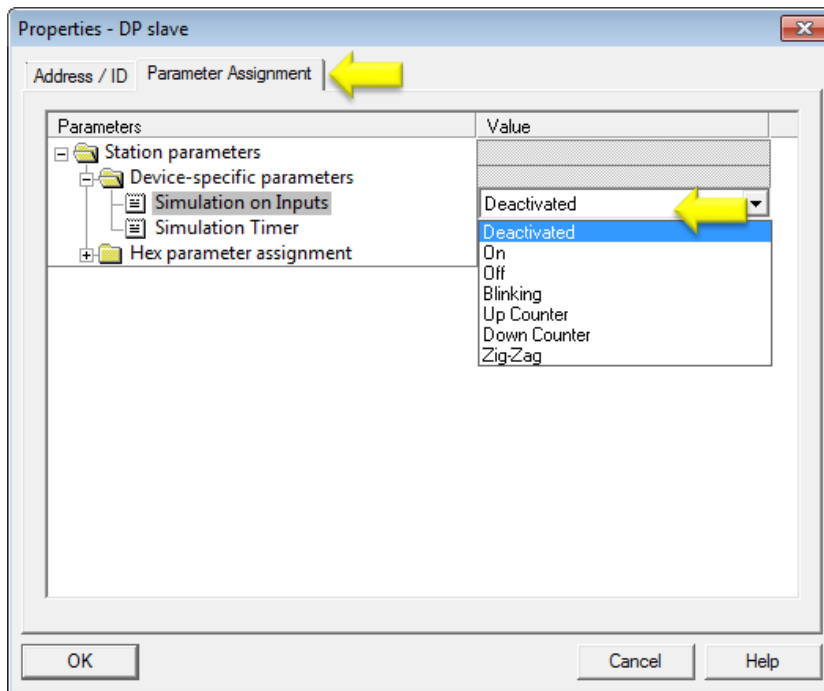 Properties - DP slave
Address / ID Parameter Assignment
Parameters Value
Station parameters
Device-specific parameters
Simulation on Inputs Deactivated
Simulation Timer Deactivated
Hex parameter assignment On
Off
Blinking
Up Counter
Down Counter
Zig-Zag
OK Cancel Help